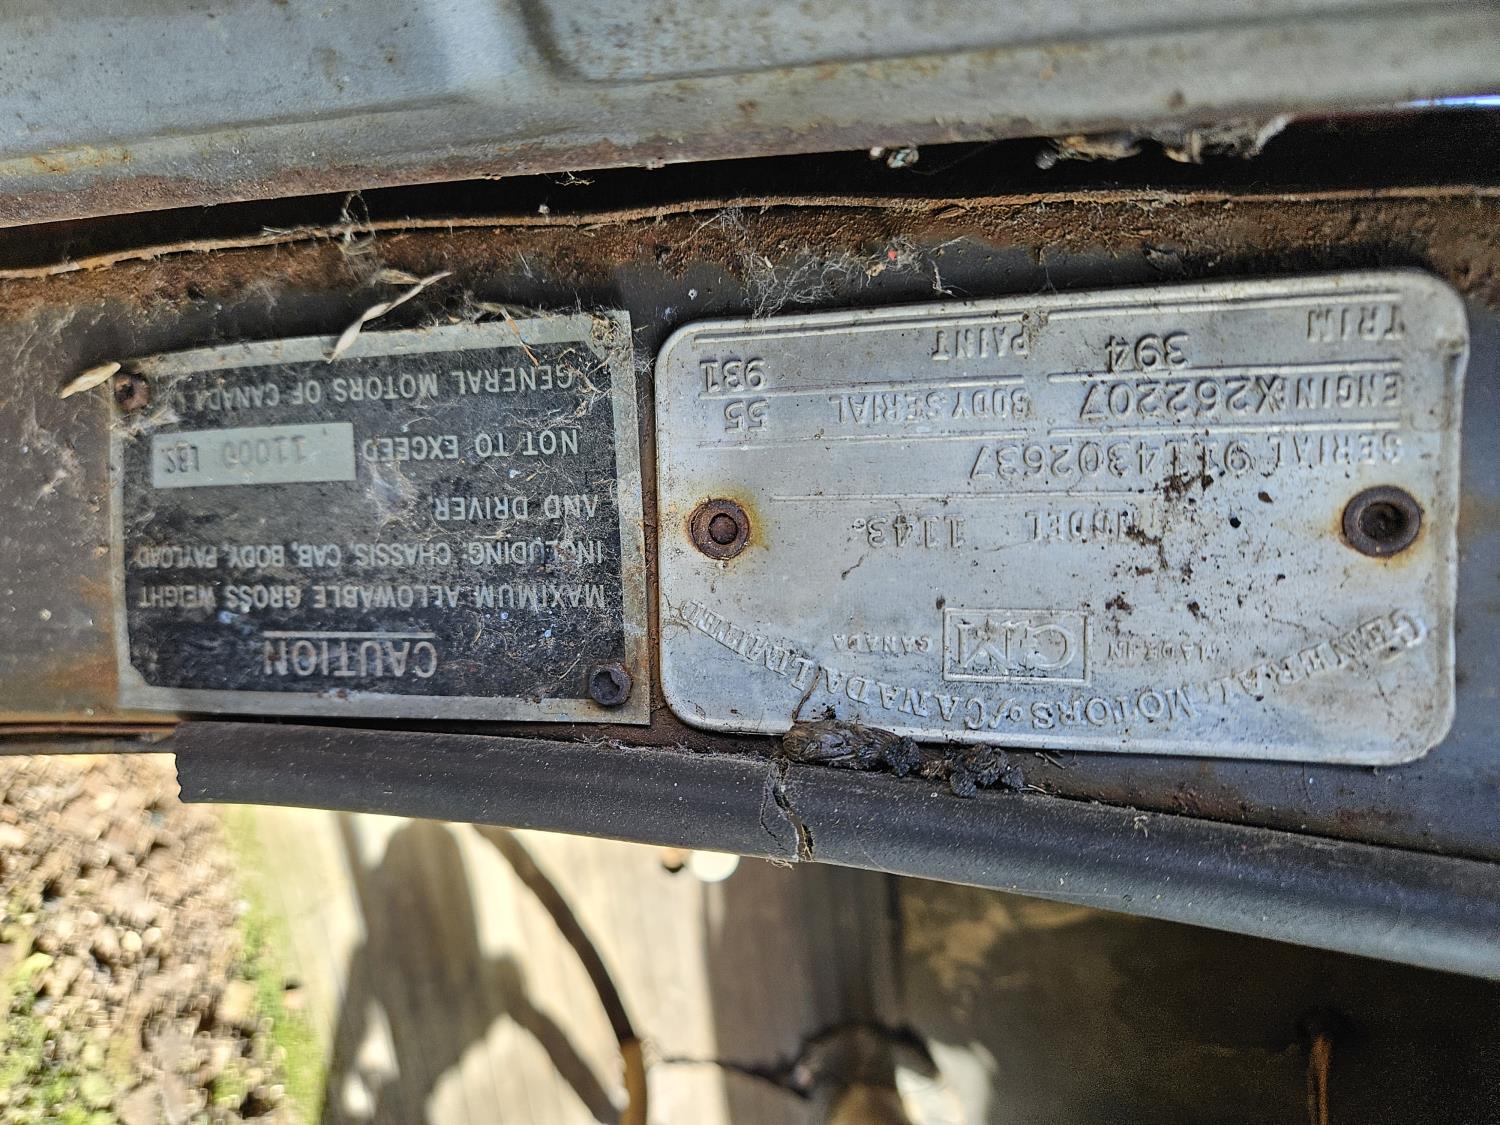 GENERAL MOTORS of CANADA LIMITED
MADE IN GM CANADA
MODEL 1143.
SERIAL 9114302637
ENGINE X262207 BODY SERIAL 55
TRIM 394 PAINT 931
CAUTION
MAXIMUM ALLOWABLE GROSS WEIGHT
INCLUDING, CHASSIS, CAB, BODY, PAYLOAD
AND DRIVER
NOT TO EXCEED 11000 LBS
GENERAL MOTORS OF CANADA